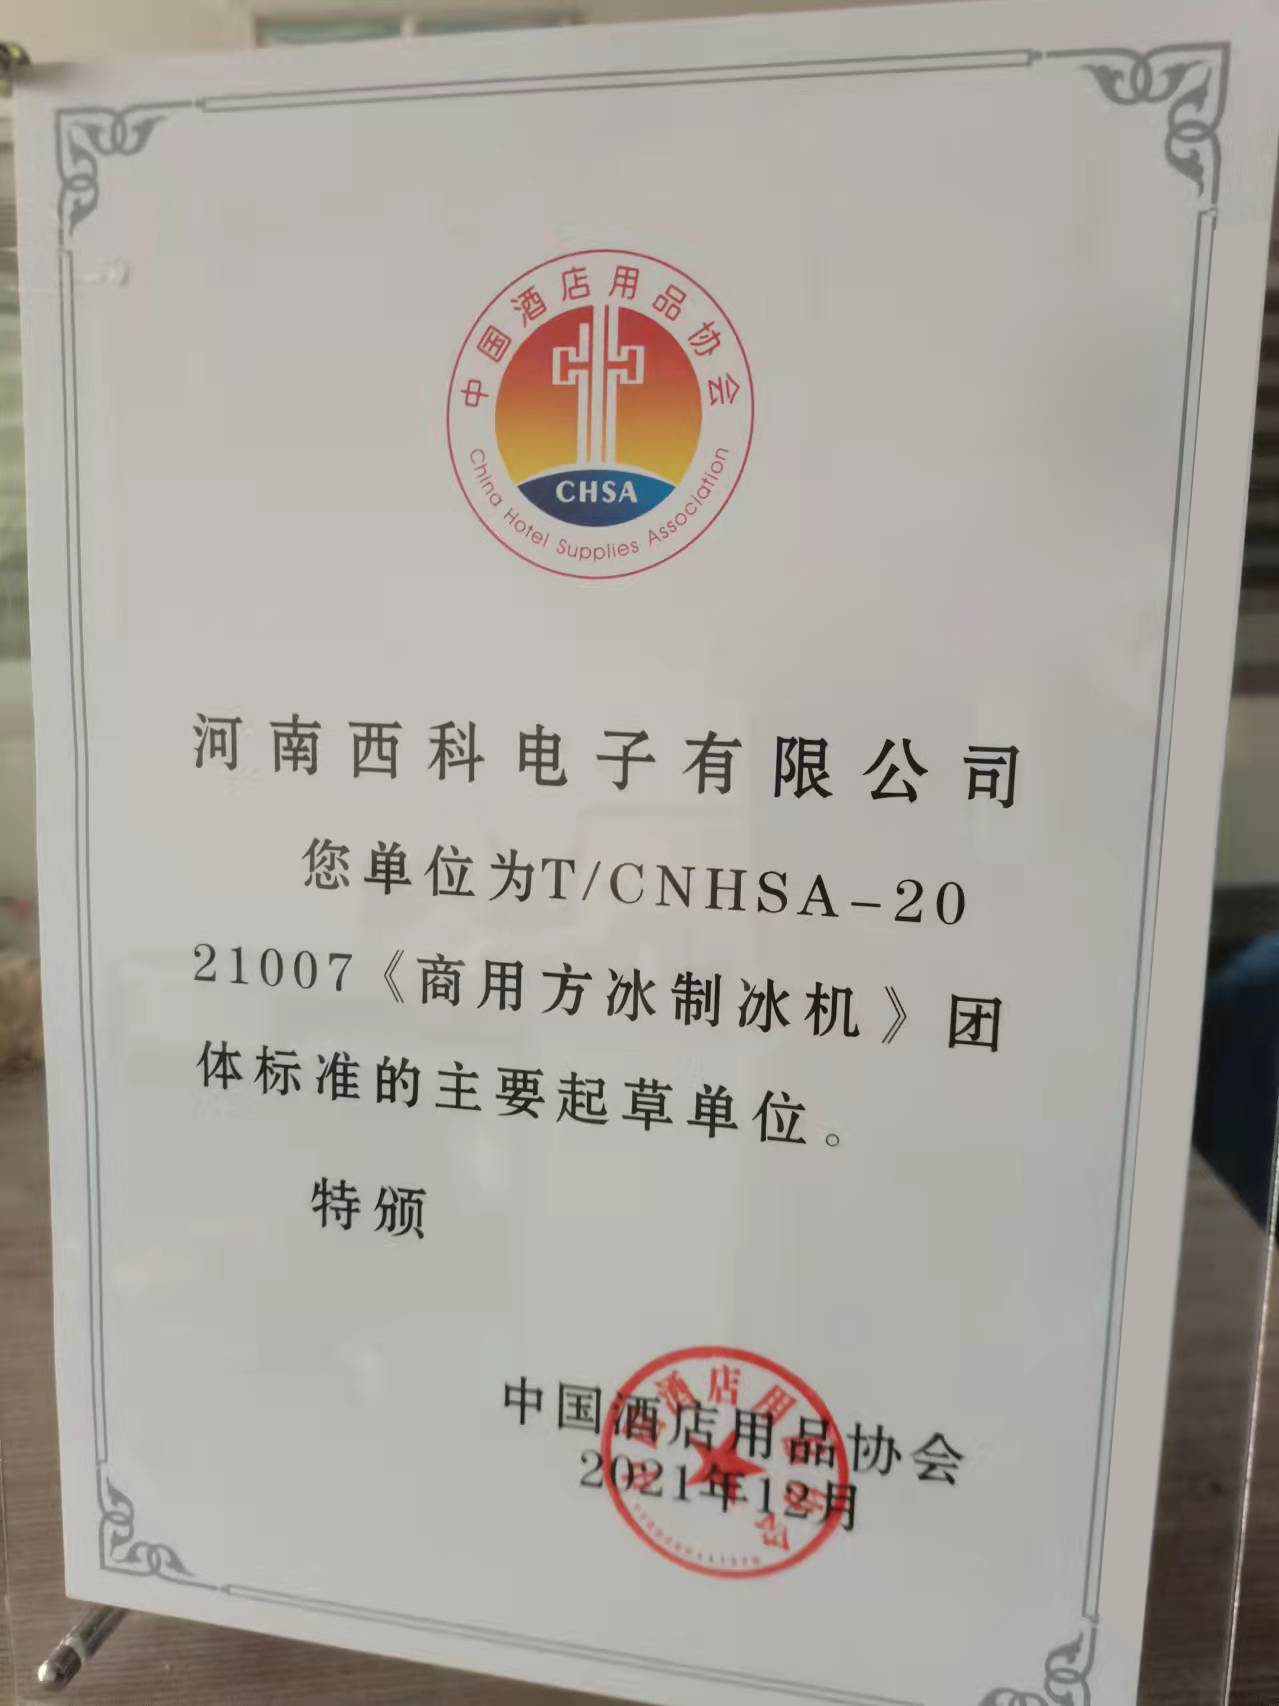 中国酒店用品协会
CHSA
China Hotel Supplies Association
河南西科电子有限公司
您单位为T/CNHSA-20
21007《商用方冰制冰机》团
体标准的主要起草单位。
特颁
中国酒店用品协会
2021年12月